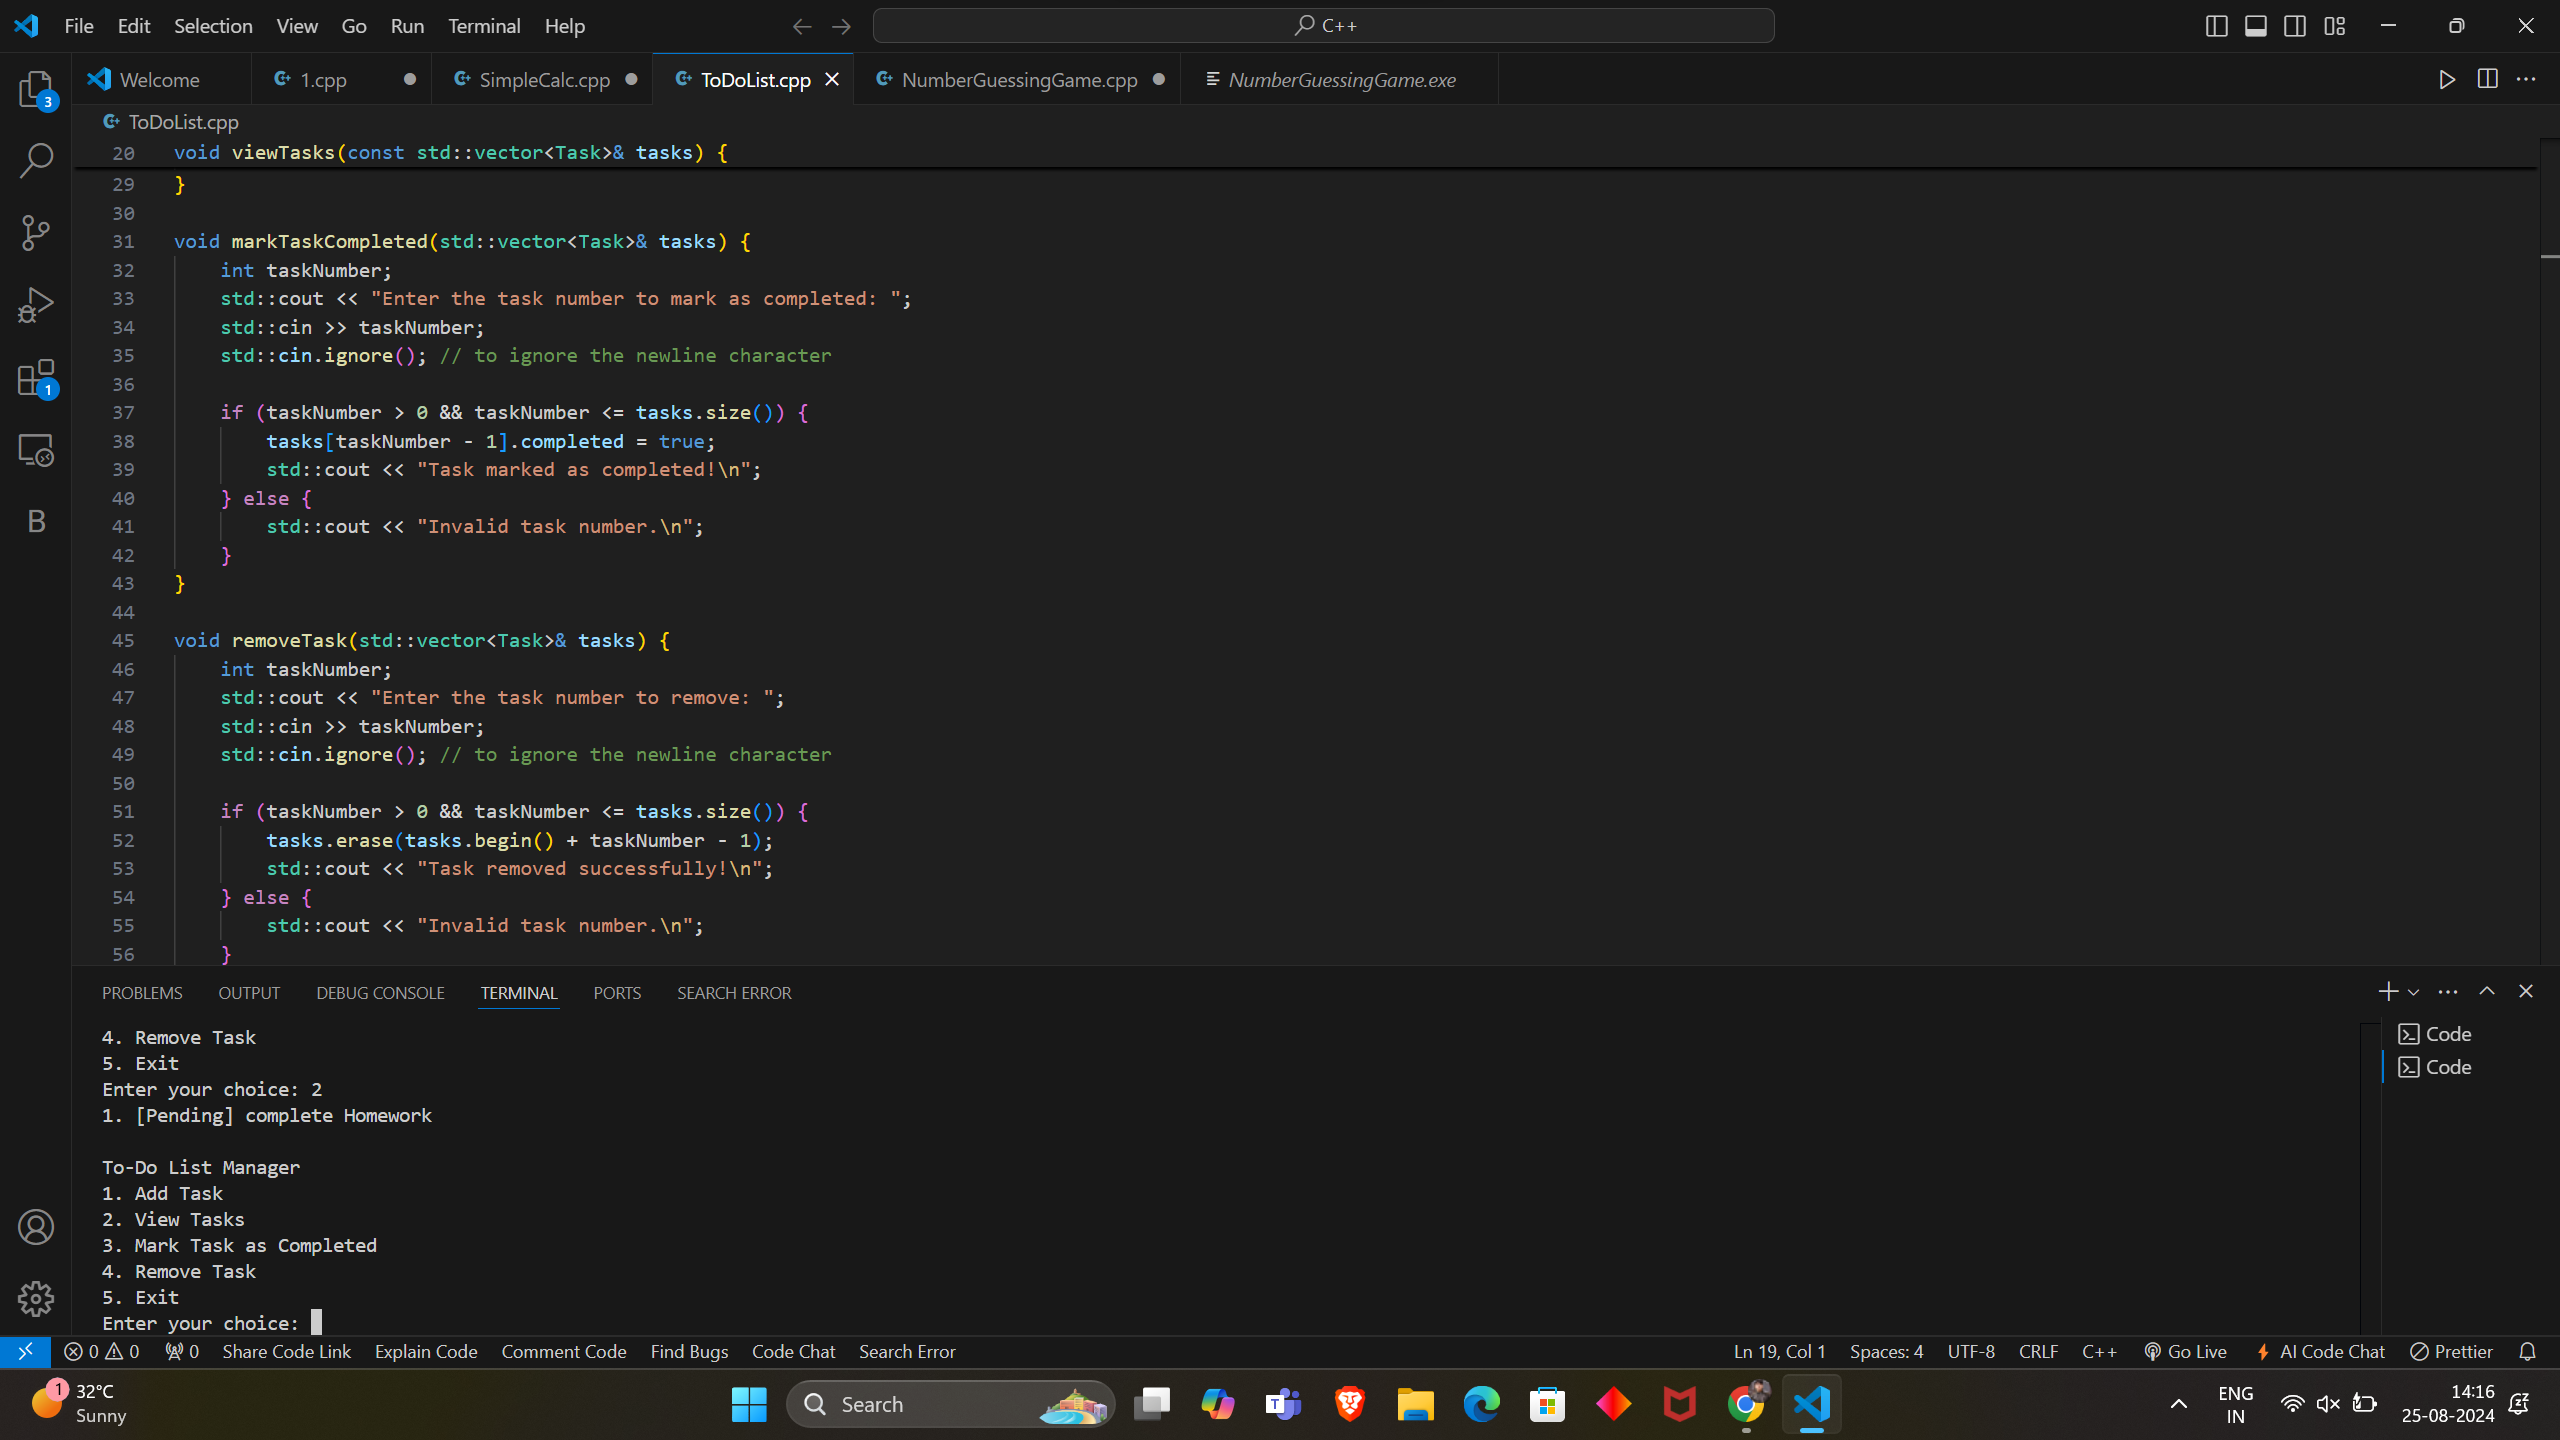 File Edit Selection View Go Run Terminal Help
C++
Welcome 1.cpp SimpleCalc.cpp ToDoList.cpp NumberGuessingGame.cpp NumberGuessingGame.exe
ToDoList.cpp
20 void viewTasks(const std::vector<Task>& tasks) {
29 }
30
31 void markTaskCompleted(std::vector<Task>& tasks) {
32 int taskNumber;
33 std::cout << "Enter the task number to mark as completed: ";
34 std::cin >> taskNumber;
35 std::cin.ignore(); // to ignore the newline character
36
37 if (taskNumber > 0 && taskNumber <= tasks.size()) {
38 tasks[taskNumber - 1].completed = true;
39 std::cout << "Task marked as completed!\n";
40 } else {
41 std::cout << "Invalid task number.\n";
42 }
43 }
44
45 void removeTask(std::vector<Task>& tasks) {
46 int taskNumber;
47 std::cout << "Enter the task number to remove: ";
48 std::cin >> taskNumber;
49 std::cin.ignore(); // to ignore the newline character
50
51 if (taskNumber > 0 && taskNumber <= tasks.size()) {
52 tasks.erase(tasks.begin() + taskNumber - 1);
53 std::cout << "Task removed successfully!\n";
54 } else {
55 std::cout << "Invalid task number.\n";
56 }
3
1
B
PROBLEMS OUTPUT DEBUG CONSOLE TERMINAL PORTS SEARCH ERROR
4. Remove Task
5. Exit
Enter your choice: 2
1. [Pending] complete Homework

To-Do List Manager
1. Add Task
2. View Tasks
3. Mark Task as Completed
4. Remove Task
5. Exit
Enter your choice:
Code
Code
0 0 0 Share Code Link Explain Code Comment Code Find Bugs Code Chat Search Error Ln 19, Col 1 Spaces: 4 UTF-8 CRLF C++ Go Live AI Code Chat Prettier
1 32°C
Sunny
Search
ENG
IN
14:16
25-08-2024